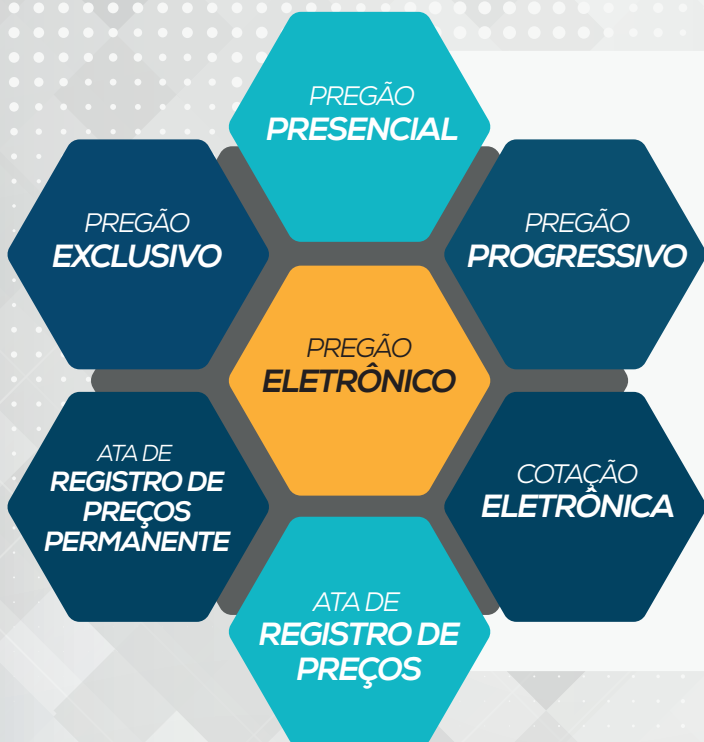 PREGÃO
PRESENCIAL
PREGÃO
EXCLUSIVO
PREGÃO
PROGRESSIVO
PREGÃO
ELETRÔNICO
ATA DE
REGISTRO DE
PREÇOS
PERMANENTE
COTAÇÃO
ELETRÔNICA
ATA DE
REGISTRO DE
PREÇOS